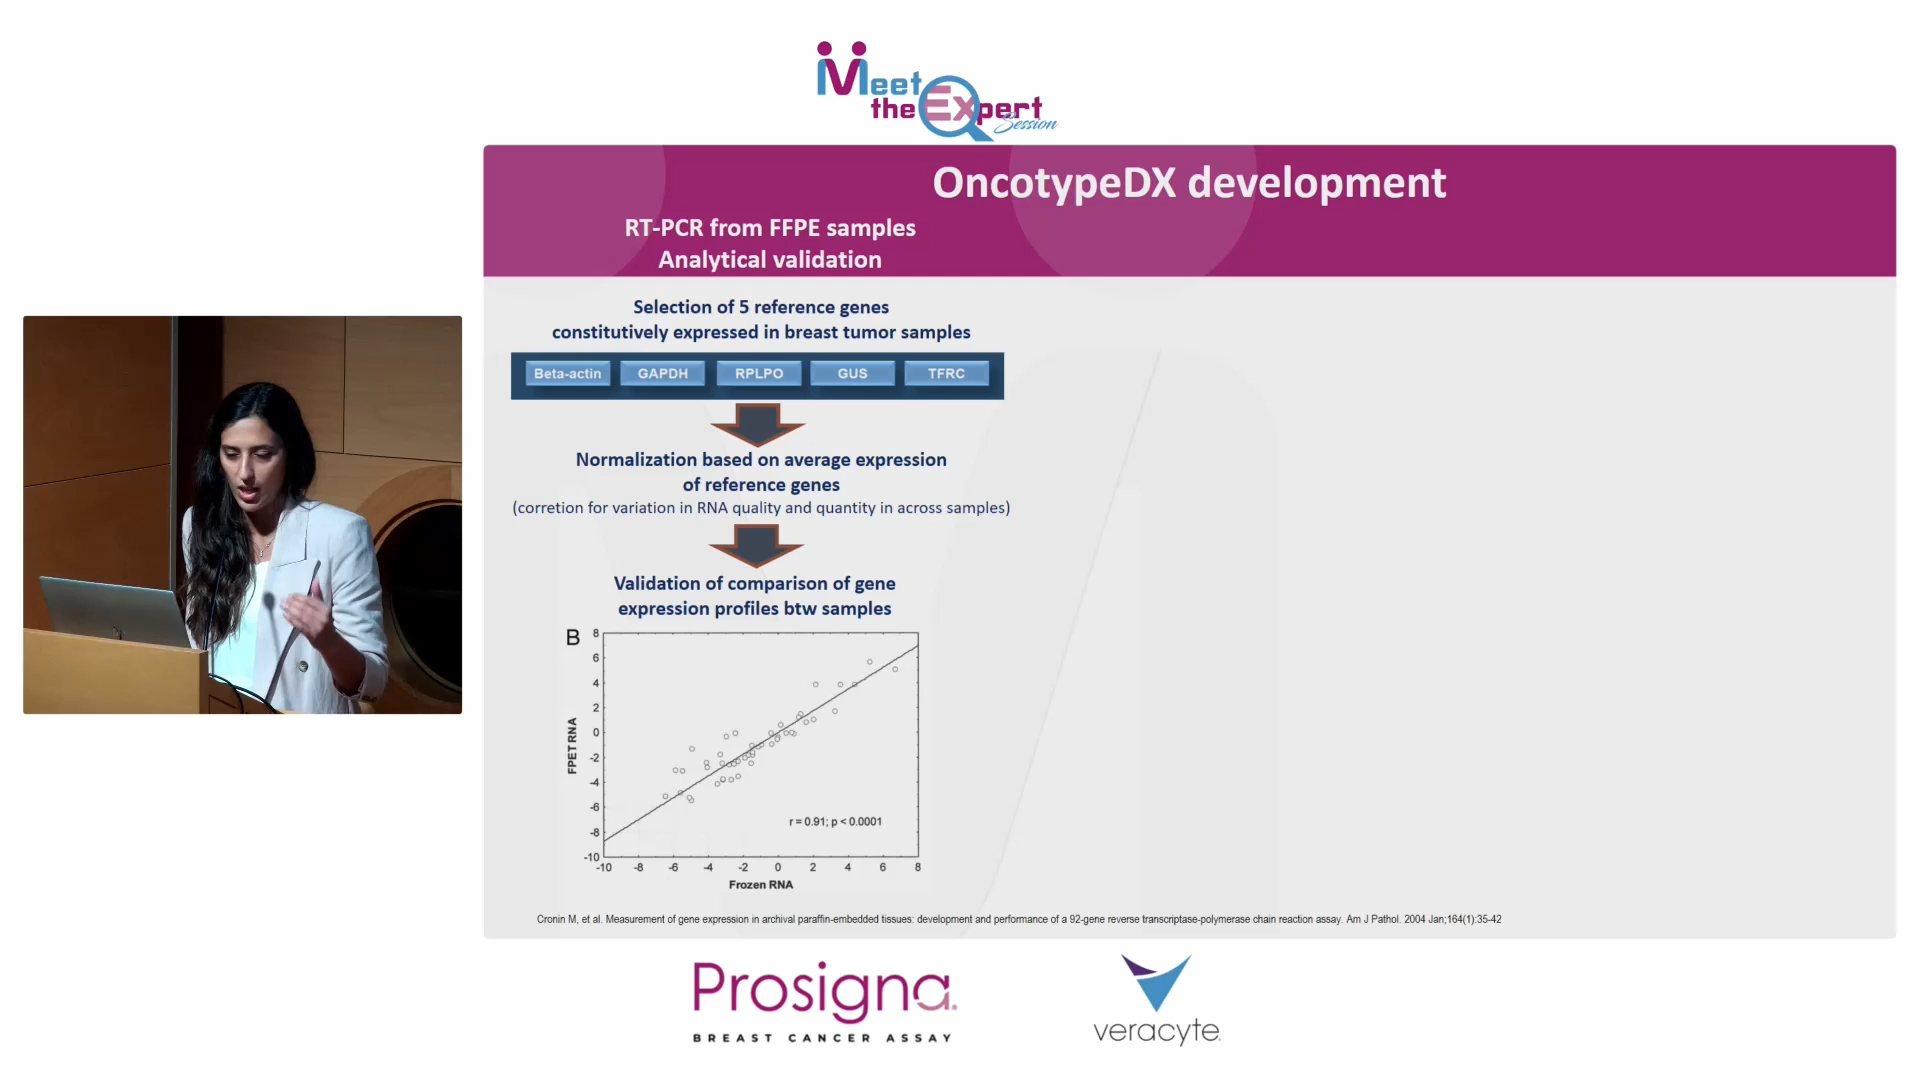 Meet
the Expert
Session
OncotypeDX development
RT-PCR from FFPE samples
Analytical validation
Selection of 5 reference genes
constitutively expressed in breast tumor samples
Beta-actin GAPDH RPLPO GUS TFRC
Normalization based on average expression
of reference genes
(corretion for variation in RNA quality and quantity in across samples)
Validation of comparison of gene
expression profiles btw samples
B
8
6
4
2
0
-2
-4
-6
-8
-10
FPET RNA
r = 0.91; p < 0.0001
-10 -8 -6 -4 -2 0 2 4 6 8
Frozen RNA
Cronin M, et al. Measurement of gene expression in archival paraffin-embedded tissues: development and performance of a 92-gene reverse transcriptase-polymerase chain reaction assay. Am J Pathol. 2004 Jan;164(1):35-42
Prosigna.
BREAST CANCER ASSAY
veracyte.